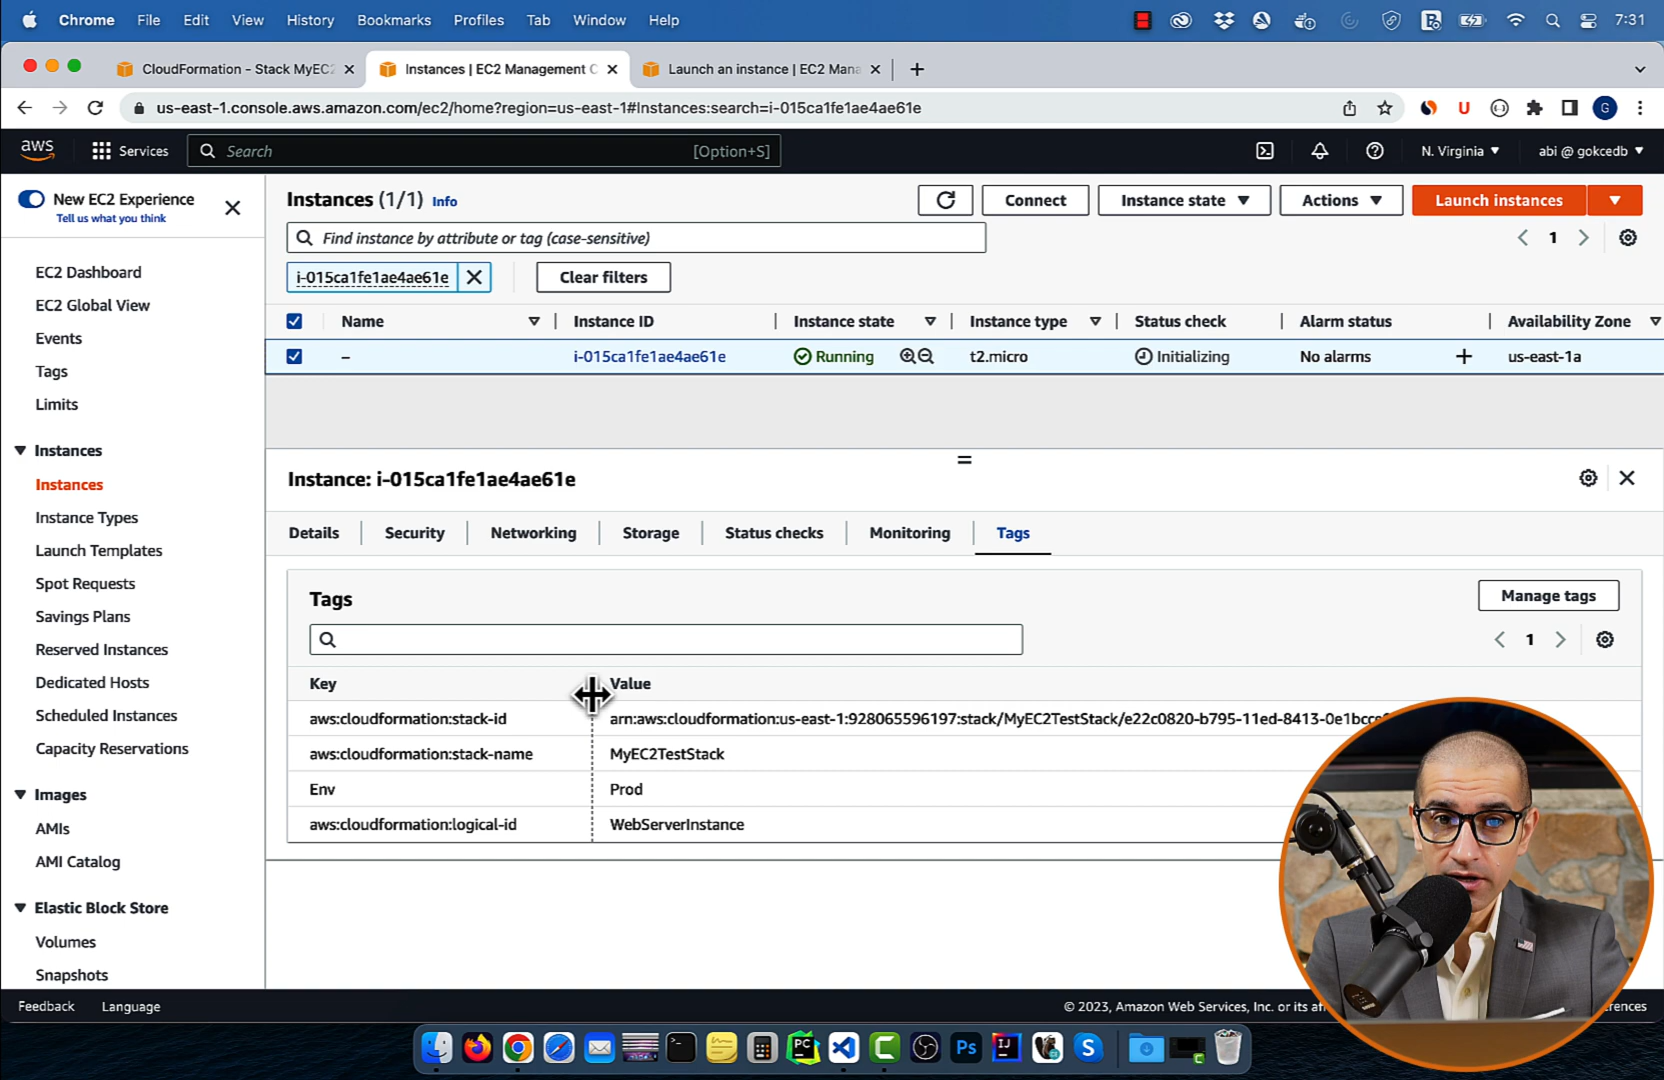 Chrome File Edit View History Bookmarks Profiles Tab Window Help 7:31
CloudFormation - Stack MyEC2 Instances | EC2 Management C Launch an instance | EC2 Mana
us-east-1.console.aws.amazon.com/ec2/home?region=us-east-1#Instances:search=i-015ca1fe1ae4ae61e G
aws Services Search [Option+S] N. Virginia abi @ gokcedb
New EC2 Experience
Tell us what you think
EC2 Dashboard
EC2 Global View
Events
Tags
Limits
Instances
Instances
Instance Types
Launch Templates
Spot Requests
Savings Plans
Reserved Instances
Dedicated Hosts
Scheduled Instances
Capacity Reservations
Images
AMIs
AMI Catalog
Elastic Block Store
Volumes
Snapshots
Instances (1/1) Info Connect Instance state Actions Launch instances
Find instance by attribute or tag (case-sensitive) 1
i-015ca1fe1ae4ae61e Clear filters
Name Instance ID Instance state Instance type Status check Alarm status Availability Zone
– i-015ca1fe1ae4ae61e Running t2.micro Initializing No alarms + us-east-1a
Instance: i-015ca1fe1ae4ae61e
Details Security Networking Storage Status checks Monitoring Tags
Tags Manage tags
1
Key Value
aws:cloudformation:stack-id arn:aws:cloudformation:us-east-1:928065596197:stack/MyEC2TestStack/e22c0820-b795-11ed-8413-0e1bcce
aws:cloudformation:stack-name MyEC2TestStack
Env Prod
aws:cloudformation:logical-id WebServerInstance
Feedback Language © 2023, Amazon Web Services, Inc. or its af
PC Ps IJ S